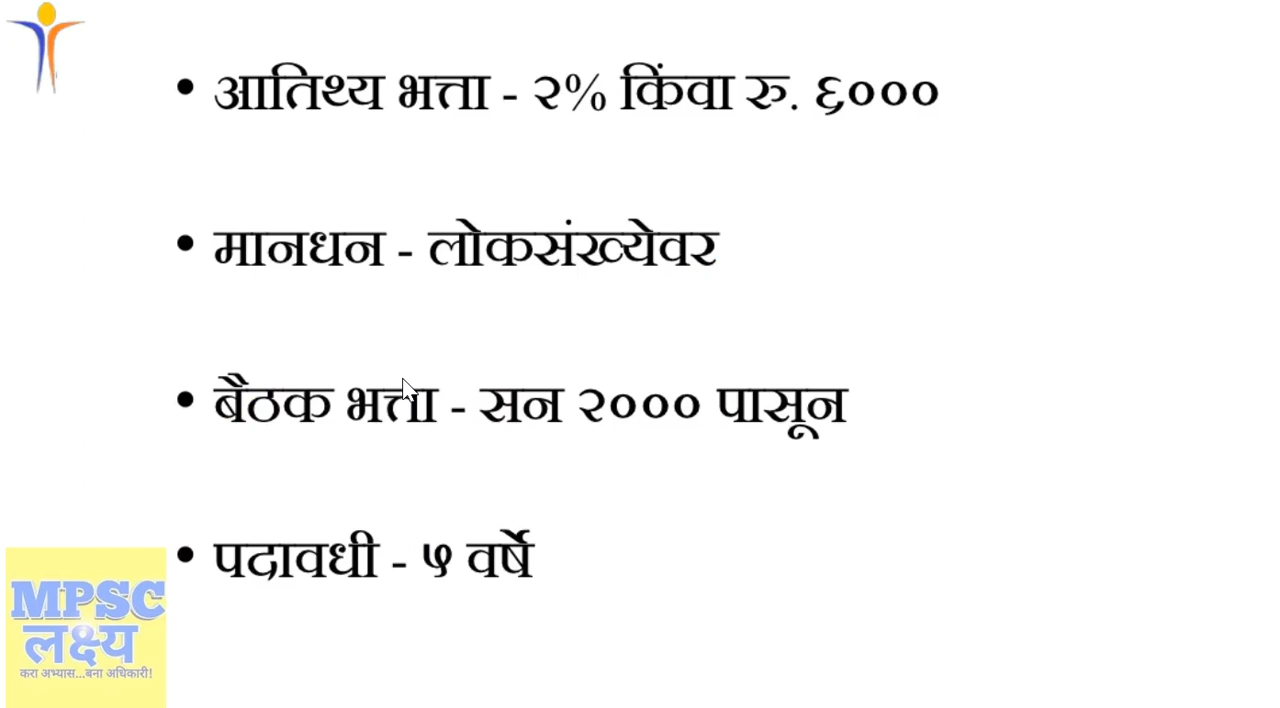 • आतिथ्य भत्ता - २% किंवा रु. ६०००
• मानधन - लोकसंख्येवर
• बैठक भत्ता - सन २००० पासून
• पदावधी - ५ वर्षे
MPSC
लक्ष्य
करा अभ्यास...बना अधिकारी!